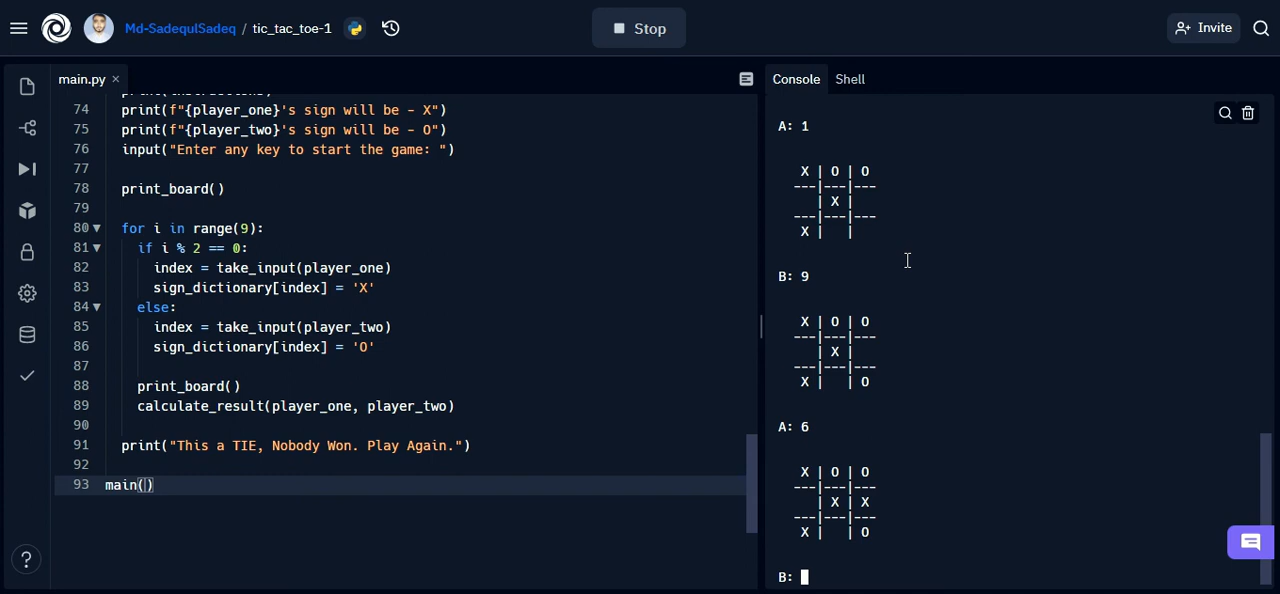 Md-SadequlSadeq / tic_tac_toe-1
Stop
Invite
main.py ×
74 print(f"{player_one}'s sign will be - X")
75 print(f"{player_two}'s sign will be - O")
76 input("Enter any key to start the game: ")
77
78 print_board()
79
80 for i in range(9):
81 if i % 2 == 0:
82 index = take_input(player_one)
83 sign_dictionary[index] = 'X'
84 else:
85 index = take_input(player_two)
86 sign_dictionary[index] = 'O'
87
88 print_board()
89 calculate_result(player_one, player_two)
90
91 print("This a TIE, Nobody Won. Play Again.")
92
93 main()
?
Console Shell
A: 1
X | O | O
---|---|---
| X |
---|---|---
X | |
B: 9
X | O | O
---|---|---
| X |
---|---|---
X | | O
A: 6
X | O | O
---|---|---
| X | X
---|---|---
X | | O
B: